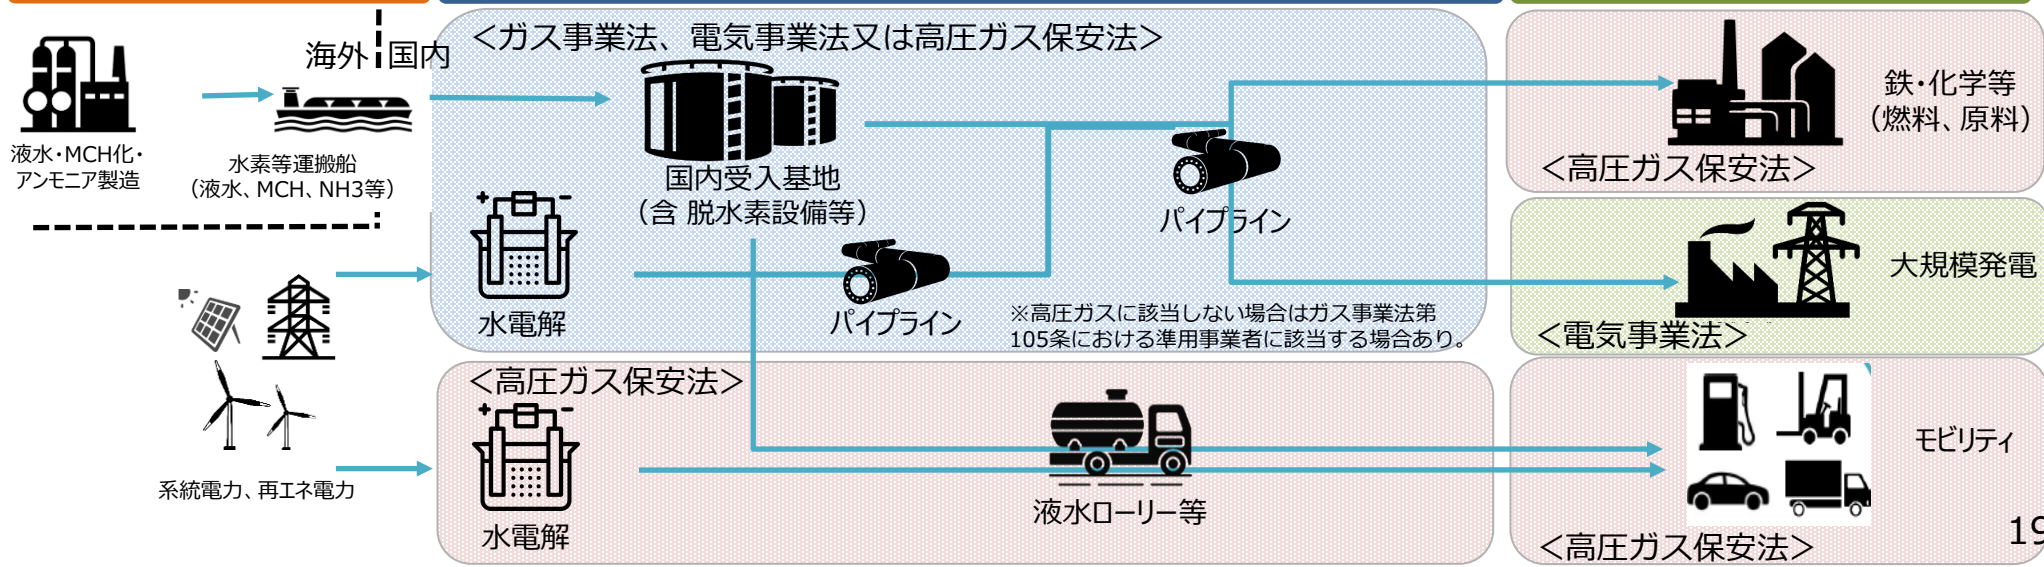 海外
国内
液水・MCH化・
アンモニア製造
水素等運搬船
（液水、MCH、NH3等）
系統電力、再エネ電力
＜ガス事業法、電気事業法又は高圧ガス保安法＞
国内受入基地
（含 脱水素設備等）
水電解
パイプライン
パイプライン
※高圧ガスに該当しない場合はガス事業法第
105条における準用事業者に該当する場合あり。
＜高圧ガス保安法＞
水電解
液水ローリー等
鉄・化学等
（燃料、原料）
＜高圧ガス保安法＞
大規模発電
＜電気事業法＞
モビリティ
＜高圧ガス保安法＞
19